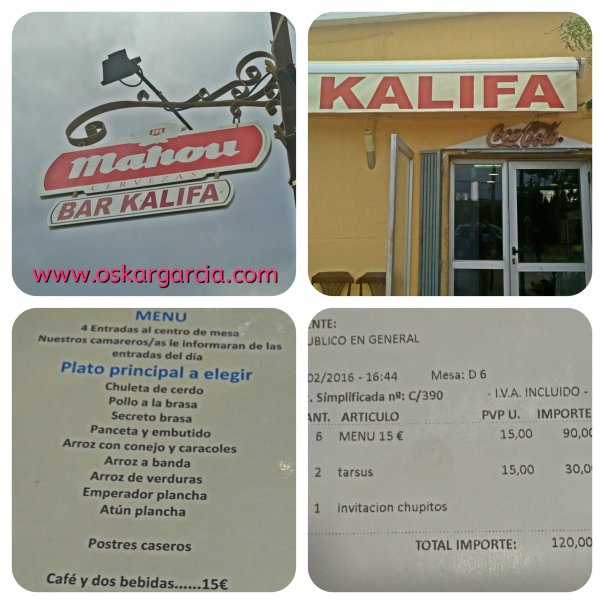 m
Mahou
CERVEZAS
BAR KALIFA
www.oskargarcia.com
KALIFA
Coca-Cola
MENU
4 Entradas al centro de mesa
Nuestros camareros/as le informaran de las
entradas del día
Plato principal a elegir
Chuleta de cerdo
Pollo a la brasa
Secreto brasa
Panceta y embutido
Arroz con conejo y caracoles
Arroz a banda
Arroz de verduras
Emperador plancha
Atún plancha
Postres caseros
Café y dos bebidas......15€
ENTE:
UBLICO EN GENERAL
02/2016 - 16:44 Mesa: D 6
. Simplificada nº: C/390 - I.V.A. INCLUIDO -
ANT. ARTICULO PVP U. IMPORTE
6 MENU 15 € 15,00 90,0
2 tarsus 15,00 30,0
1 invitacion chupitos
TOTAL IMPORTE: 120,00